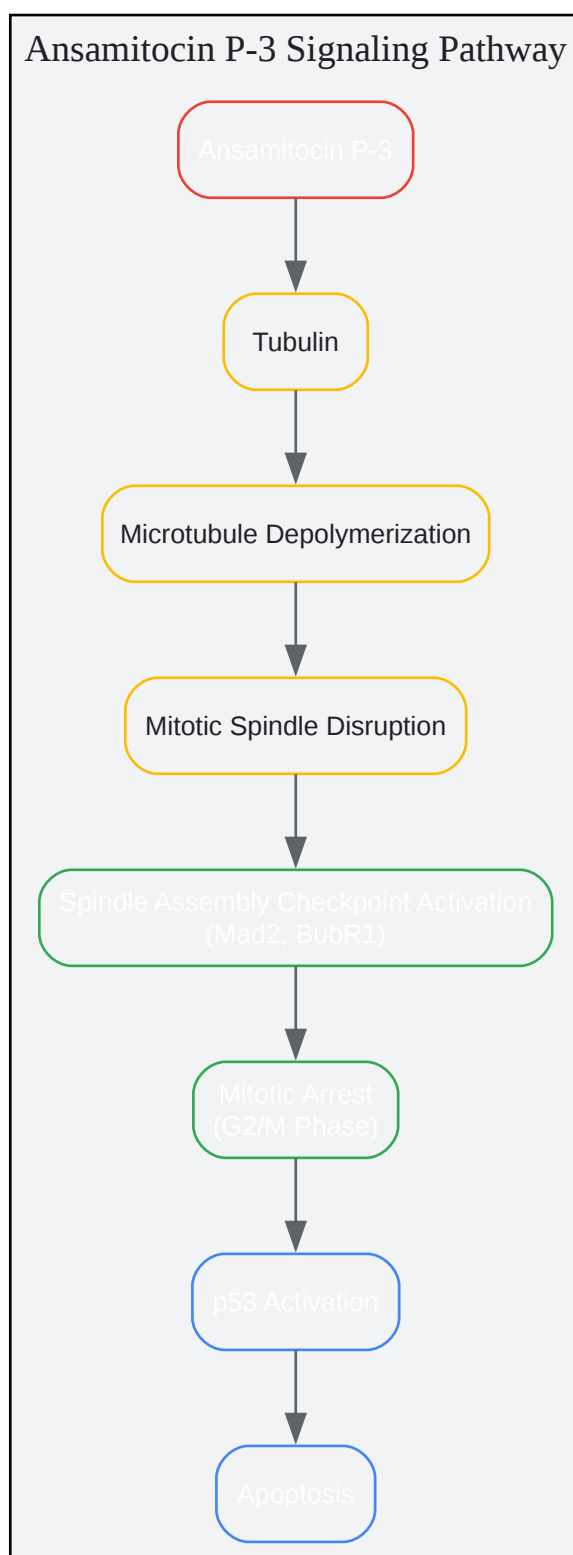 Ansamitocin P-3 Signaling Pathway
Ansamitocin P-3
Tubulin
Microtubule Depolymerization
Mitotic Spindle Disruption
Spindle Assembly Checkpoint Activation
(Mad2, BubR1)
Mitotic Arrest
(G2/M Phase)
p53 Activation
Apoptosis